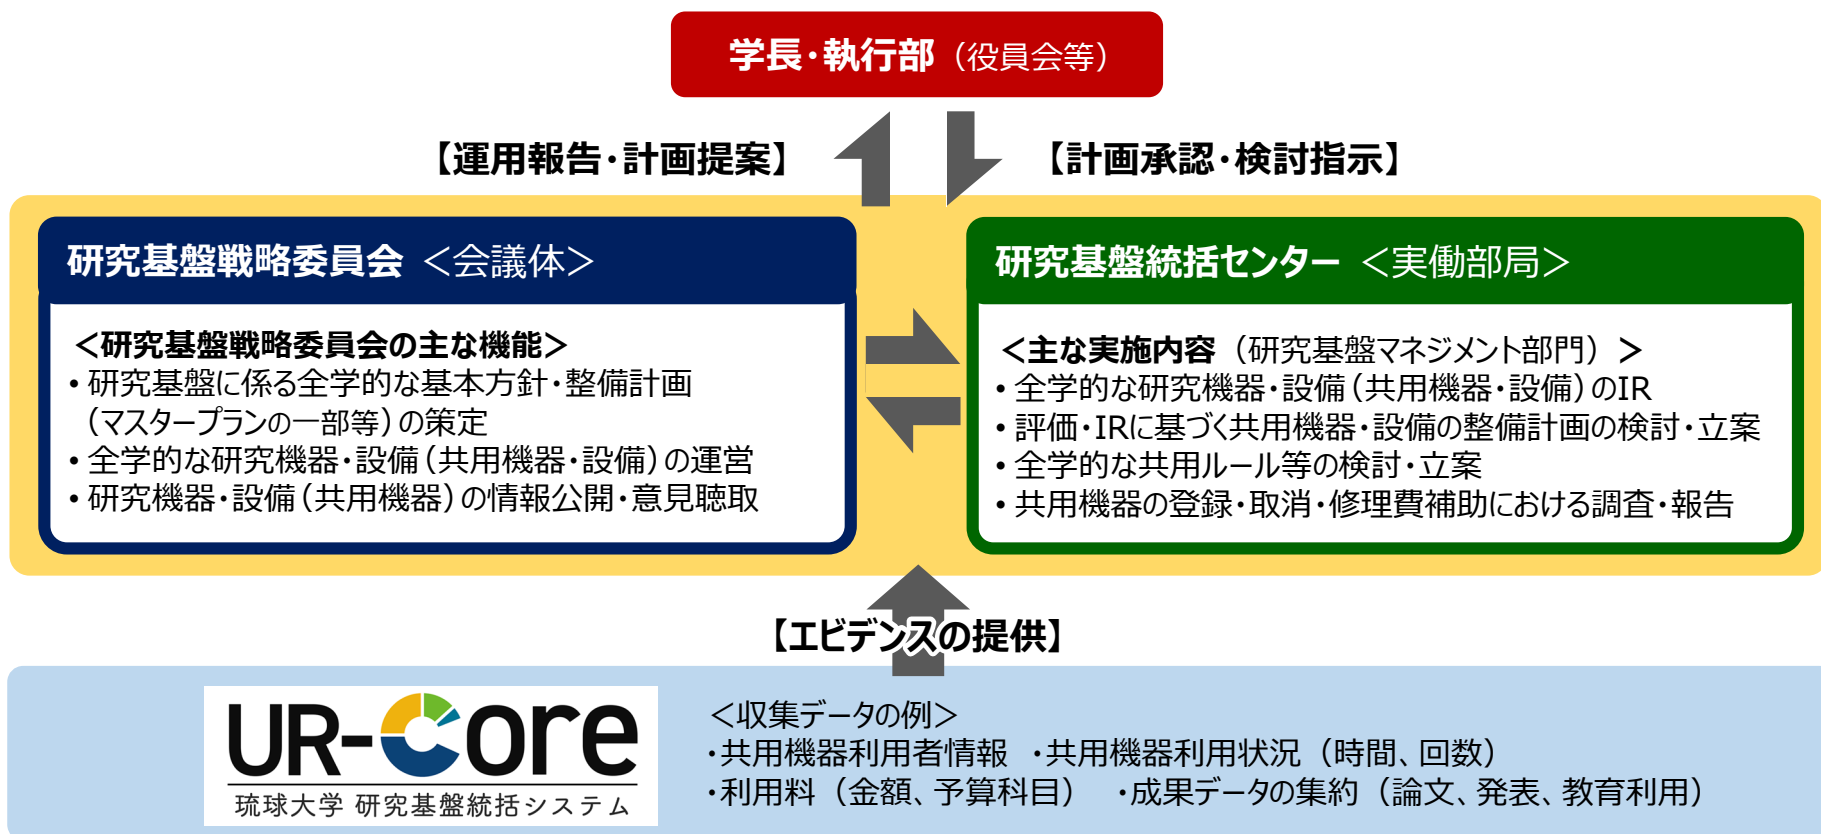 学長・執行部（役員会等）
【運用報告・計画提案】
【計画承認・検討指示】
研究基盤戦略委員会 ＜会議体＞
＜研究基盤戦略委員会の主な機能＞
• 研究基盤に係る全学的な基本方針・整備計画
（マスタープランの一部等）の策定
• 全学的な研究機器・設備（共用機器・設備）の運営
• 研究機器・設備（共用機器）の情報公開・意見聴取
研究基盤統括センター ＜実働部局＞
＜主な実施内容（研究基盤マネジメント部門）＞
• 全学的な研究機器・設備（共用機器・設備）のIR
• 評価・IRに基づく共用機器・設備の整備計画の検討・立案
• 全学的な共用ルール等の検討・立案
• 共用機器の登録・取消・修理費補助における調査・報告
【エビデンスの提供】
UR-Core
琉球大学 研究基盤統括システム
＜収集データの例＞
・共用機器利用者情報 ・共用機器利用状況（時間、回数）
・利用料（金額、予算科目） ・成果データの集約（論文、発表、教育利用）